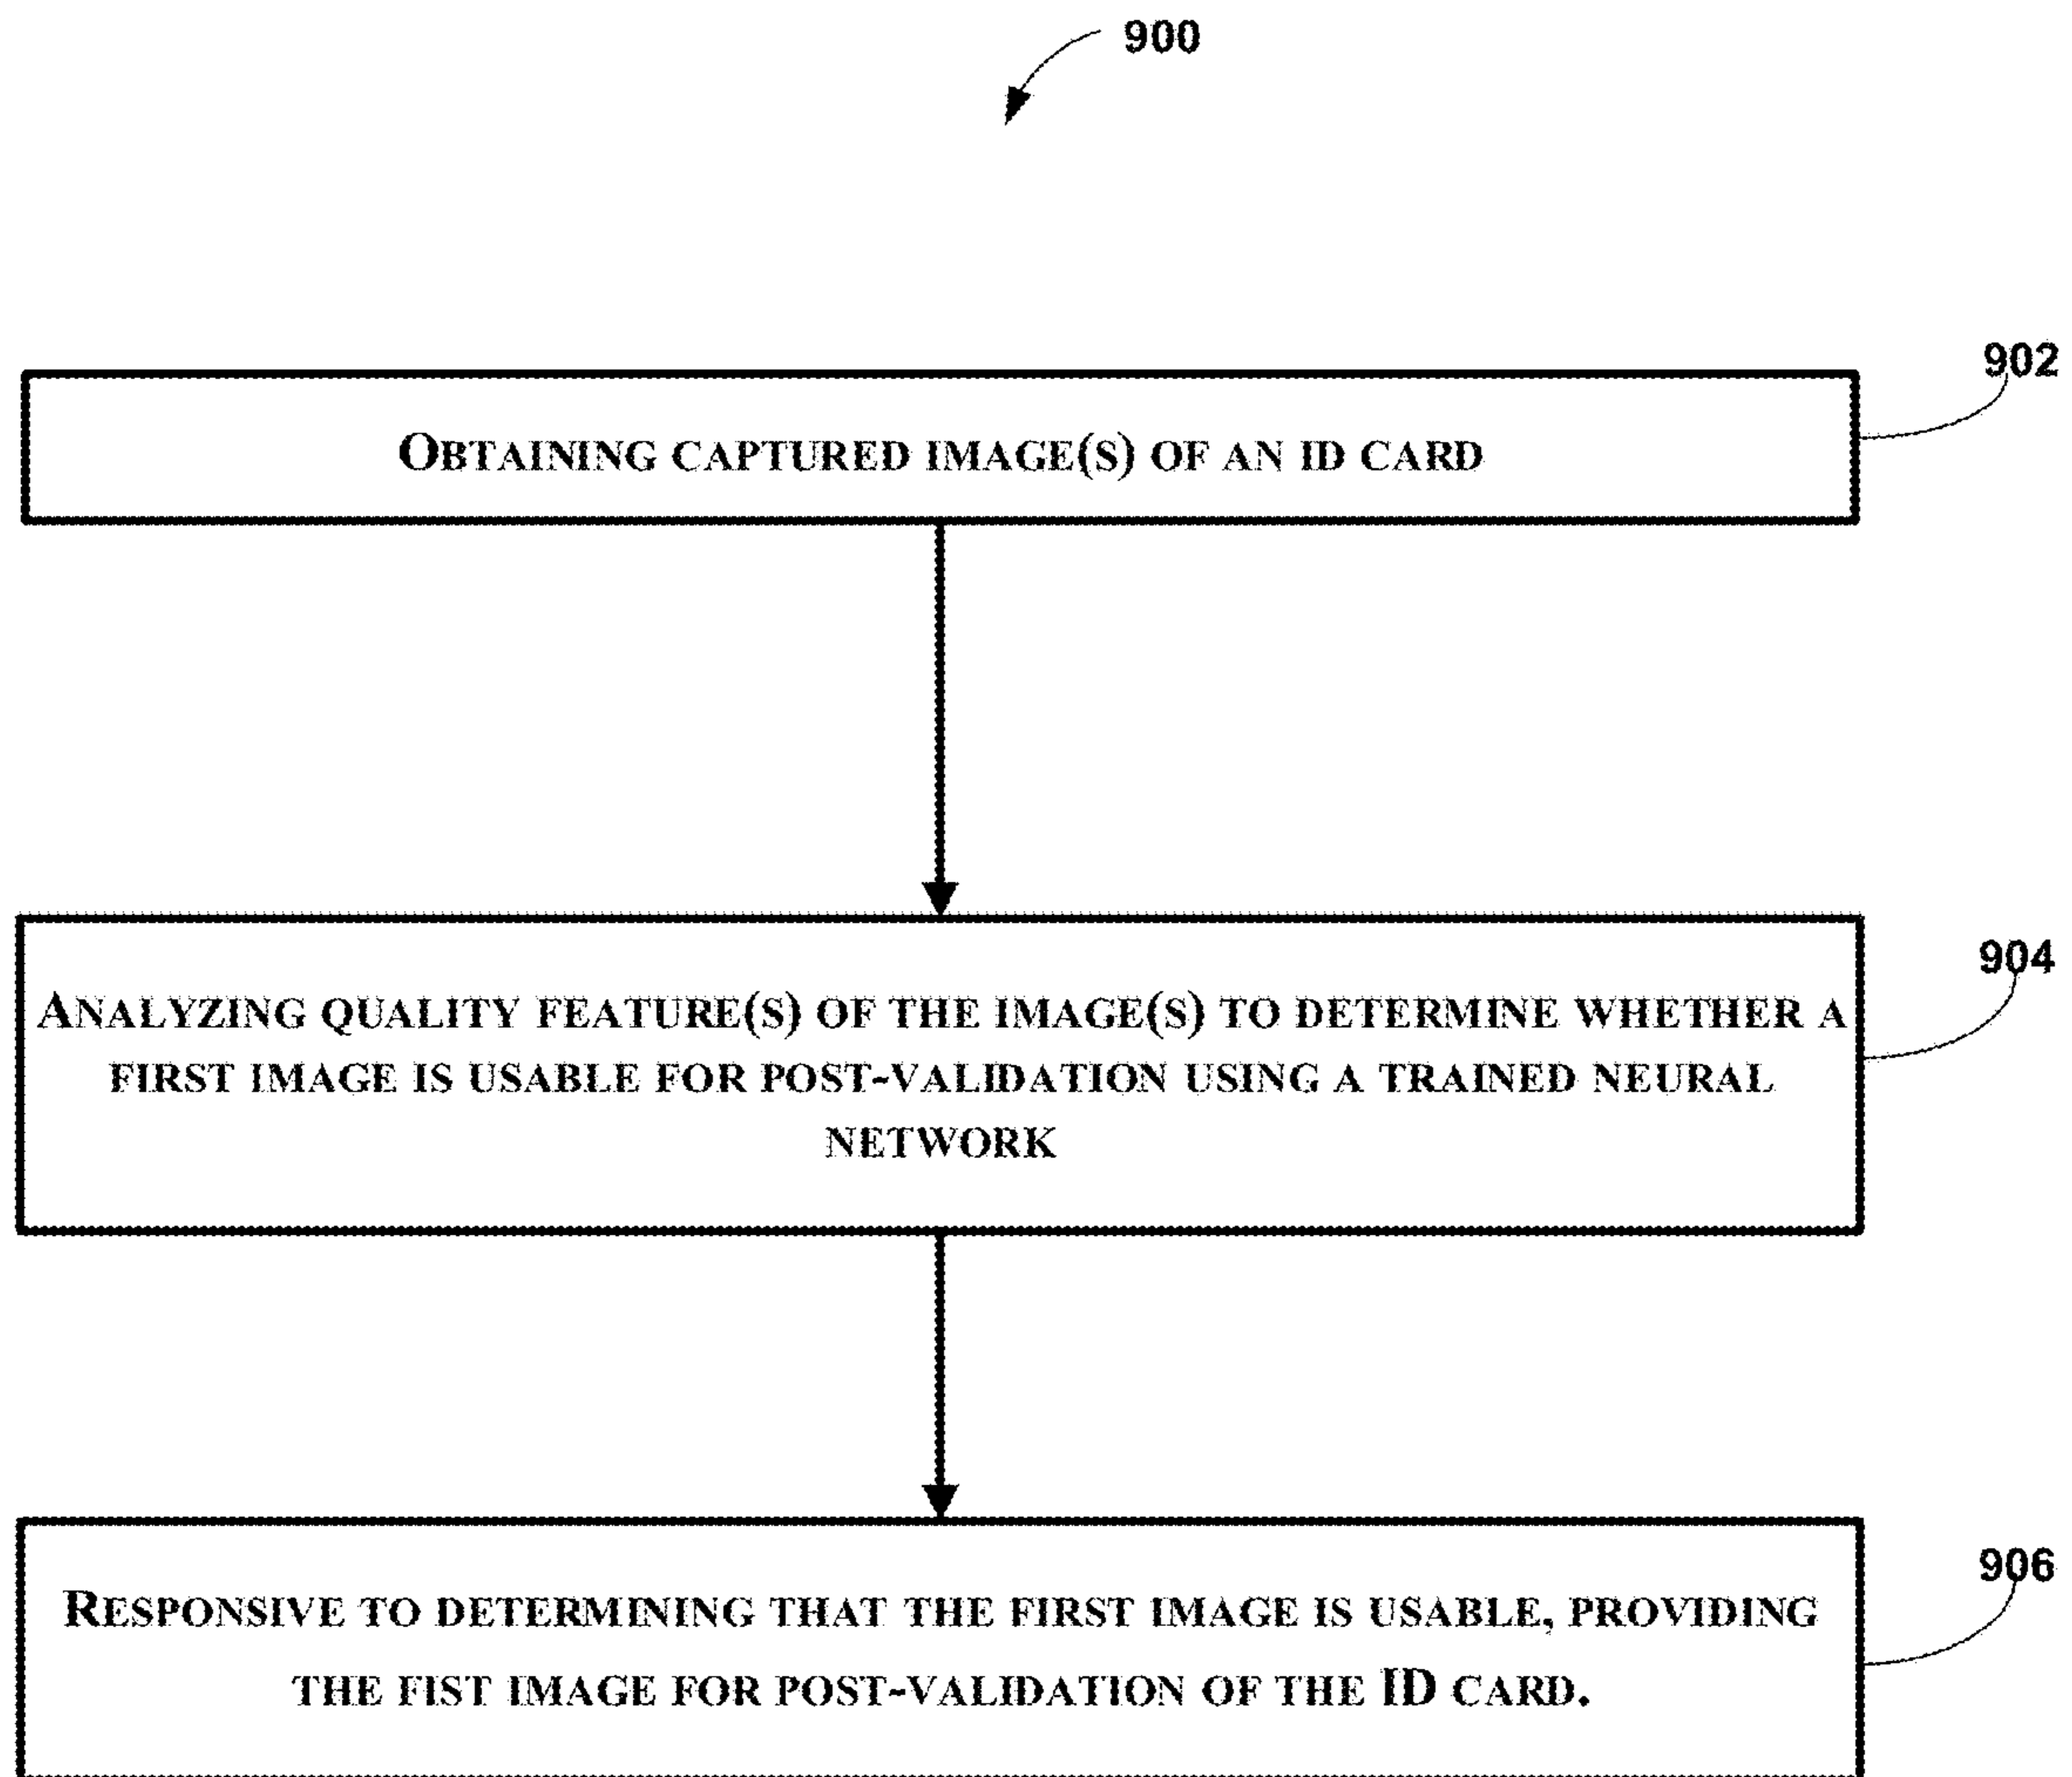 900
902
OBTAINING CAPTURED IMAGE(S) OF AN ID CARD
904
ANALYZING QUALITY FEATURE(S) OF THE IMAGE(S) TO DETERMINE WHETHER A
FIRST IMAGE IS USABLE FOR POST-VALIDATION USING A TRAINED NEURAL
NETWORK
906
RESPONSIVE TO DETERMINING THAT THE FIRST IMAGE IS USABLE, PROVIDING
THE FIST IMAGE FOR POST-VALIDATION OF THE ID CARD.